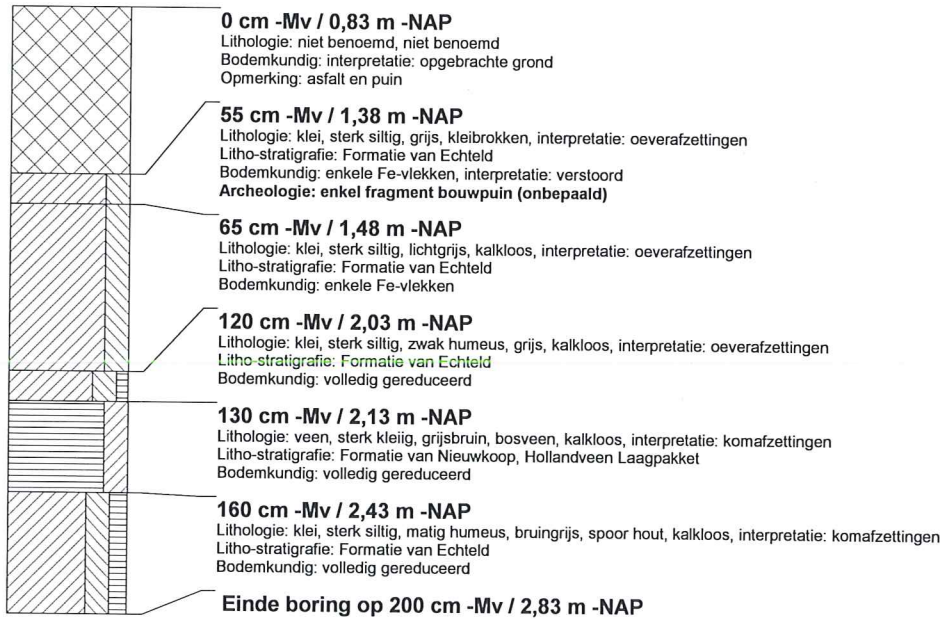 0 cm -Mv / 0,83 m -NAP
Lithologie: niet benoemd, niet benoemd
Bodemkundig: interpretatie: opgebrachte grond
Opmerking: asfalt en puin
55 cm -Mv / 1,38 m -NAP
Lithologie: klei, sterk siltig, grijs, kleibrokken, interpretatie: oeverafzettingen
Litho-stratigrafie: Formatie van Echteld
Bodemkundig: enkele Fe-vlekken, interpretatie: verstoord
Archeologie: enkel fragment bouwpuin (onbepaald)
65 cm -Mv / 1,48 m -NAP
Lithologie: klei, sterk siltig, lichtgrijs, kalkloos, interpretatie: oeverafzettingen
Litho-stratigrafie: Formatie van Echteld
Bodemkundig: enkele Fe-vlekken
120 cm -Mv / 2,03 m -NAP
Lithologie: klei, sterk siltig, zwak humeus, grijs, kalkloos, interpretatie: oeverafzettingen
Litho-stratigrafie: Formatie van Echteld
Bodemkundig: volledig gereduceerd
130 cm -Mv / 2,13 m -NAP
Lithologie: veen, sterk kleiig, grijsbruin, bosveen, kalkloos, interpretatie: komafzettingen
Litho-stratigrafie: Formatie van Nieuwkoop, Hollandveen Laagpakket
Bodemkundig: volledig gereduceerd
160 cm -Mv / 2,43 m -NAP
Lithologie: klei, sterk siltig, matig humeus, bruingrijs, spoor hout, kalkloos, interpretatie: komafzettingen
Litho-stratigrafie: Formatie van Echteld
Bodemkundig: volledig gereduceerd
Einde boring op 200 cm -Mv / 2,83 m -NAP